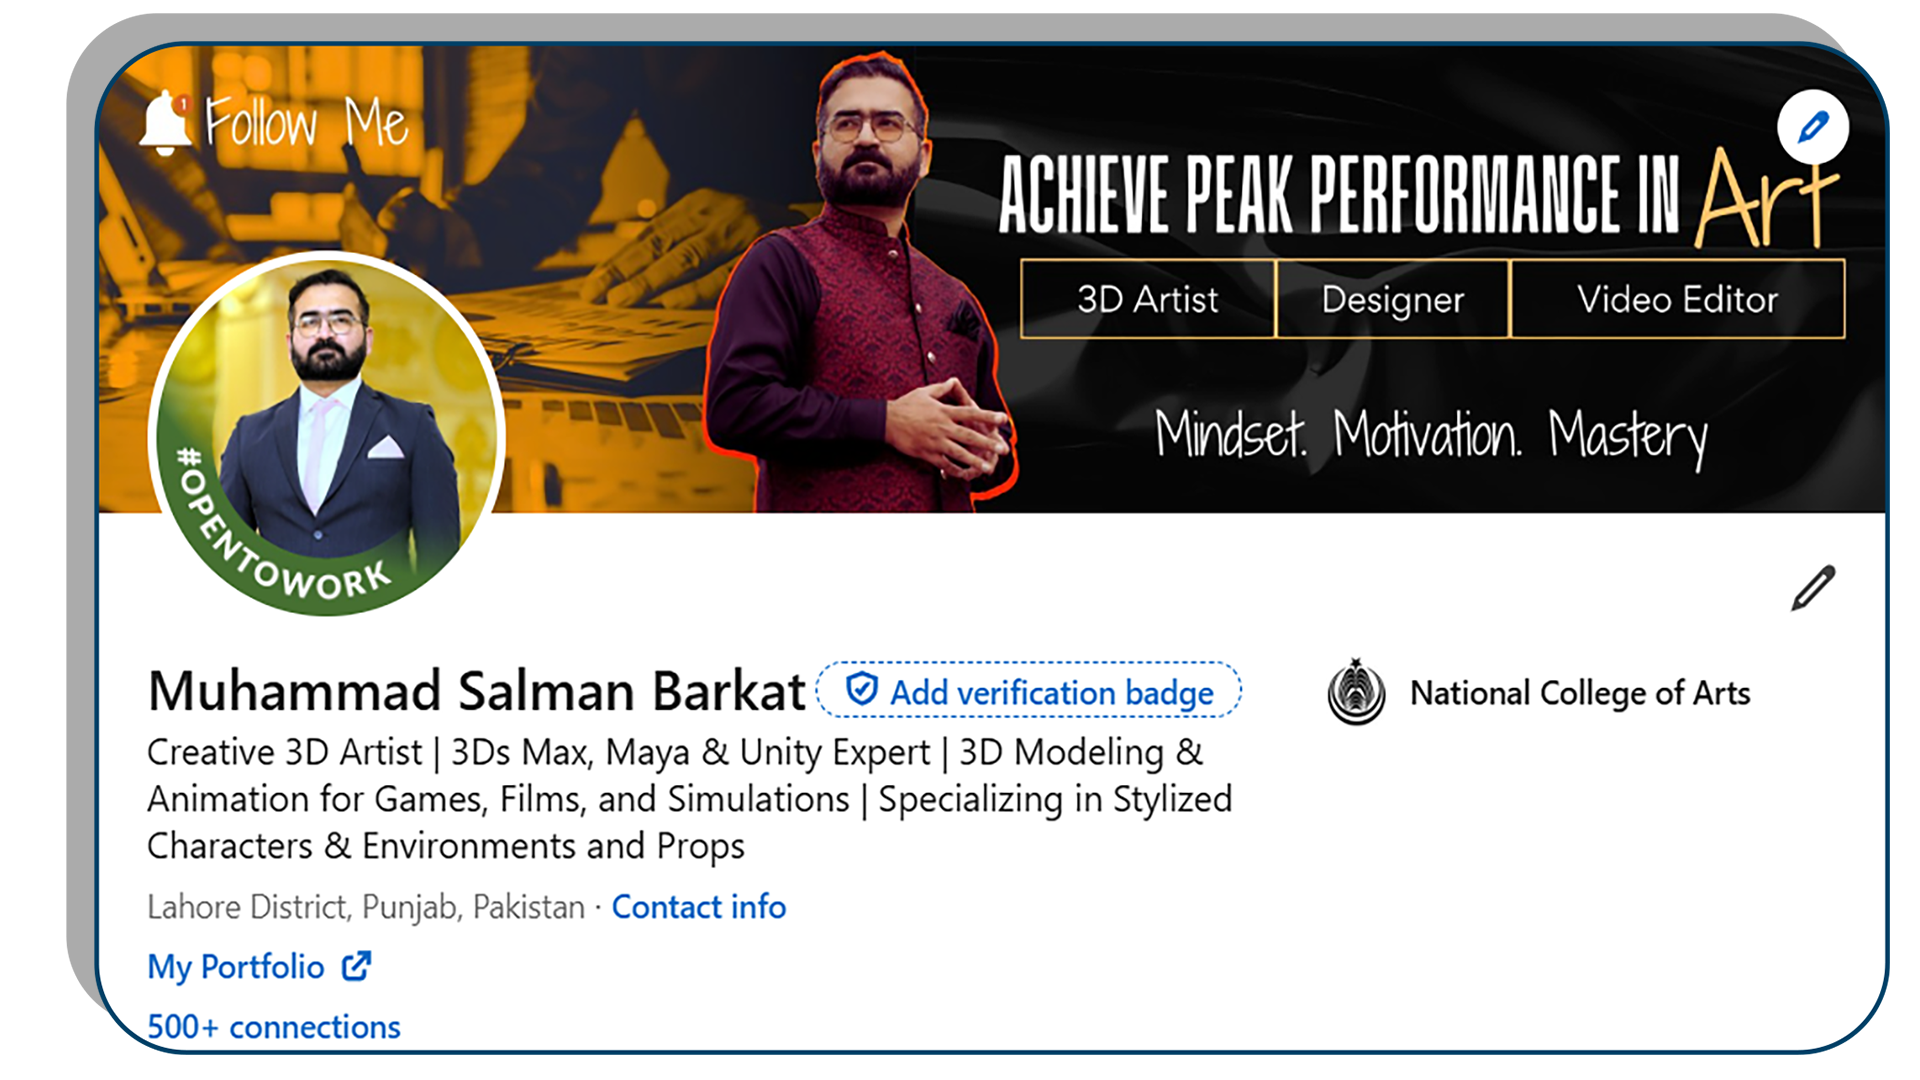 1
Follow Me
ACHIEVE PEAK PERFORMANCE IN Art
3D Artist
Designer
Video Editor
Mindset. Motivation. Mastery
#OPENTOWORK
Muhammad Salman Barkat
Add verification badge
National College of Arts
Creative 3D Artist | 3Ds Max, Maya & Unity Expert | 3D Modeling &
Animation for Games, Films, and Simulations | Specializing in Stylized
Characters & Environments and Props
Lahore District, Punjab, Pakistan · Contact info
My Portfolio
500+ connections